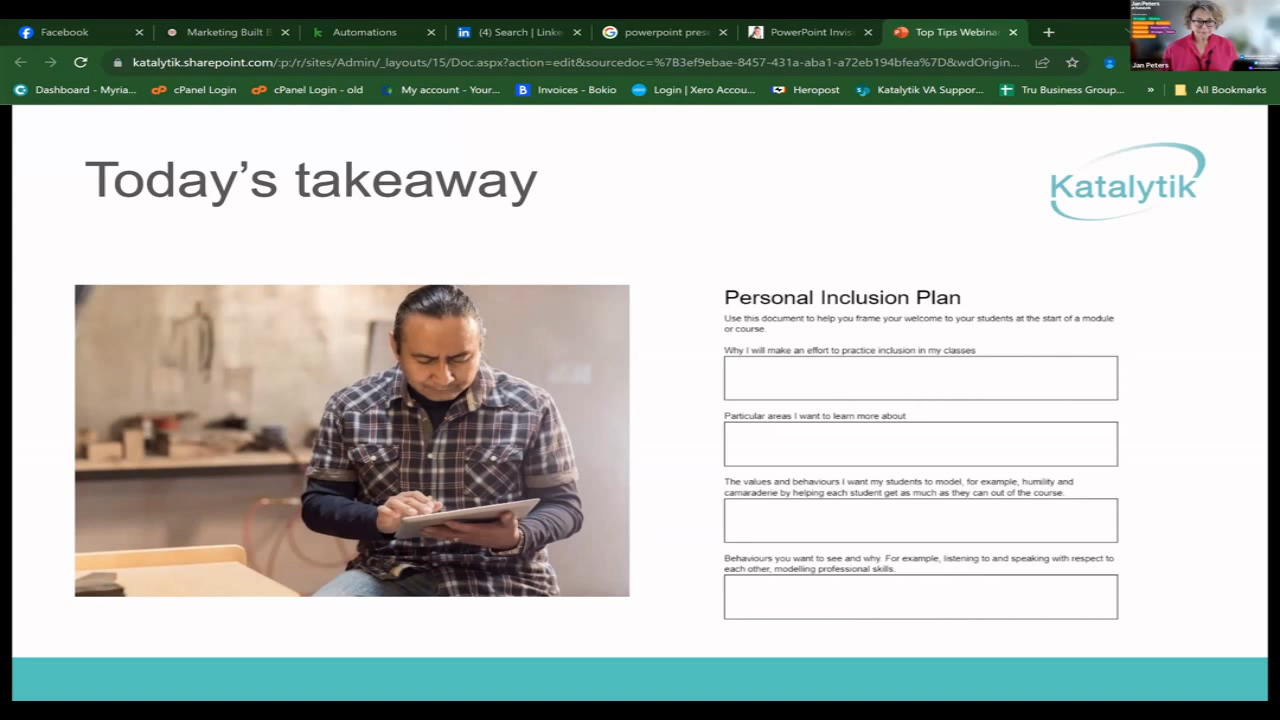 Facebook
Marketing Built B
Automations
(4) Search | Linke
powerpoint pres
PowerPoint Invis
Top Tips Webinar
katalytik.sharepoint.com/:p:/r/sites/Admin/_layouts/15/Doc.aspx?action=edit&sourcedoc=%7B3ef9ebae-8457-431a-aba1-a72eb194bfea%7D&wdOrigin...
Dashboard - Myria...
cPanel Login
cPanel Login - old
My account - Your...
Invoices - Bokio
Login | Xero Accou...
Heropost
Katalytik VA Suppor...
Tru Business Group...
»
All Bookmarks
Jan Peters
Jan Peters
Today's takeaway
Katalytik
Personal Inclusion Plan
Use this document to help you frame your welcome to your students at the start of a module
or course.
Why I will make an effort to practice inclusion in my classes
Particular areas I want to learn more about
The values and behaviours I want my students to model, for example, humility and
camaraderie by helping each student get as much as they can out of the course.
Behaviours you want to see and why. For example, listening to and speaking with respect to
each other, modelling professional skills.